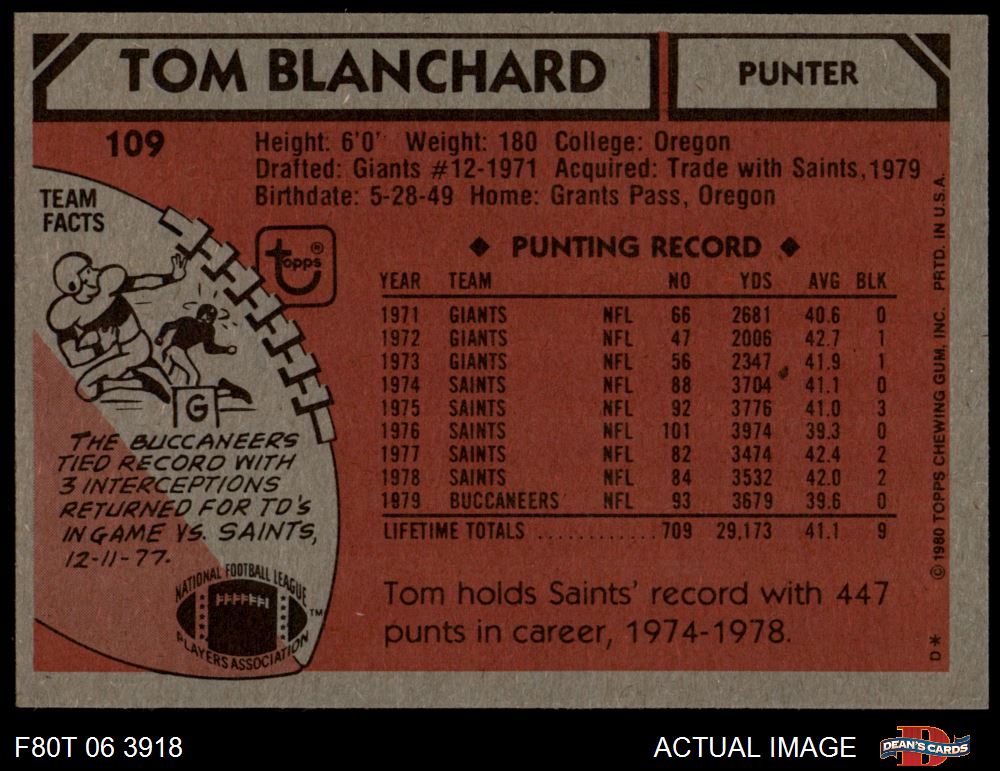 TOM BLANCHARD PUNTER
109
Height: 6'0" Weight: 180 College: Oregon
Drafted: Giants #12-1971 Acquired: Trade with Saints, 1979
Birthdate: 5-28-49 Home: Grants Pass, Oregon
TEAM
FACTS
topps®
G
THE BUCCANEERS
TIED RECORD WITH
3 INTERCEPTIONS
RETURNED FOR TD'S
IN GAME VS. SAINTS,
12-11-77.
NATIONAL FOOTBALL LEAGUE
PLAYERS ASSOCIATION
TM
◆ PUNTING RECORD ◆
YEAR TEAM NO YDS AVG BLK
1971 GIANTS NFL 66 2681 40.6 0
1972 GIANTS NFL 47 2006 42.7 1
1973 GIANTS NFL 56 2347 41.9 1
1974 SAINTS NFL 88 3704 41.1 0
1975 SAINTS NFL 92 3776 41.0 3
1976 SAINTS NFL 101 3974 39.3 0
1977 SAINTS NFL 82 3474 42.4 2
1978 SAINTS NFL 84 3532 42.0 2
1979 BUCCANEERS NFL 93 3679 39.6 0
LIFETIME TOTALS ............ 709 29,173 41.1 9
Tom holds Saints' record with 447
punts in career, 1974-1978.
© 1980 TOPPS CHEWING GUM, INC. PRTD. IN U.S.A.
D*
F80T 06 3918 ACTUAL IMAGE
DEAN'S CARDS